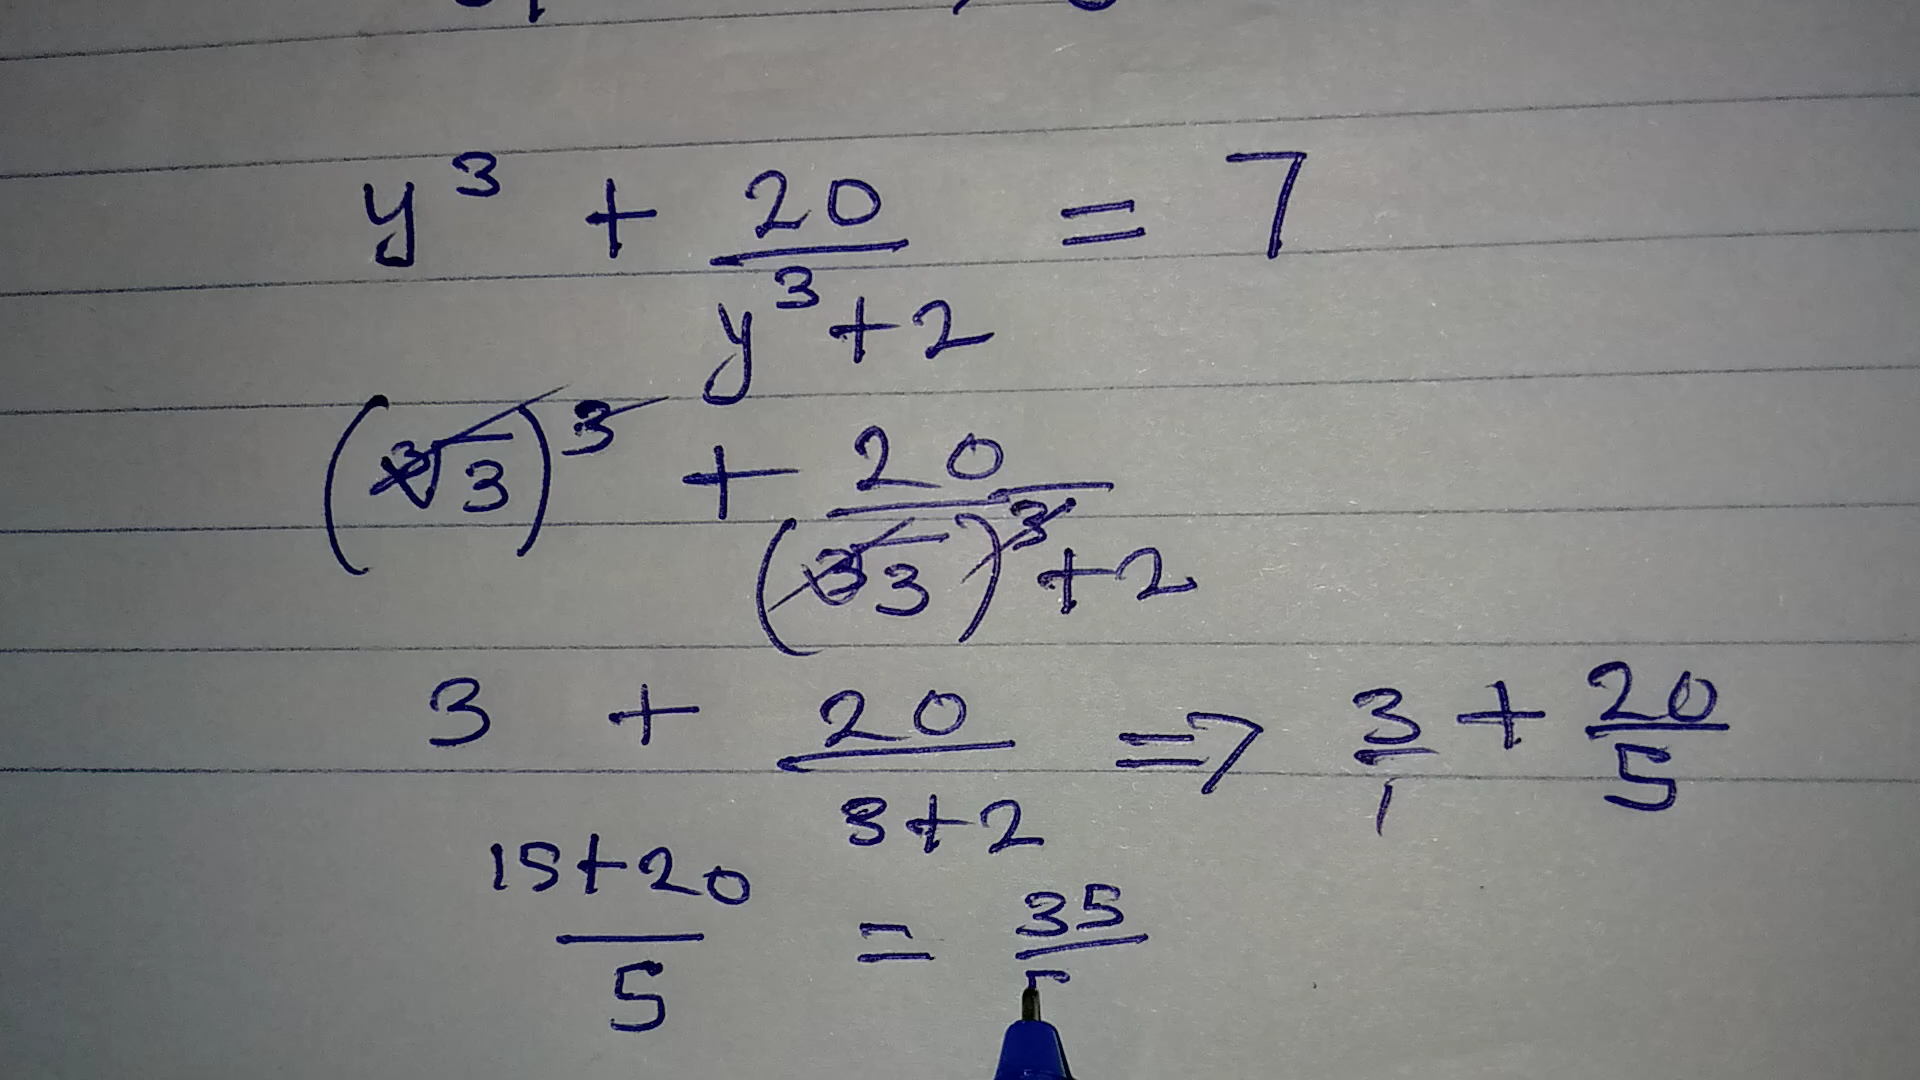 y³ + 20/(y³+2) = 7
(∛3)³ + 20/((∛3)³+2)
3 + 20/(3+2) ⇒ 3/1 + 20/5
(15+20)/5 = 35/5